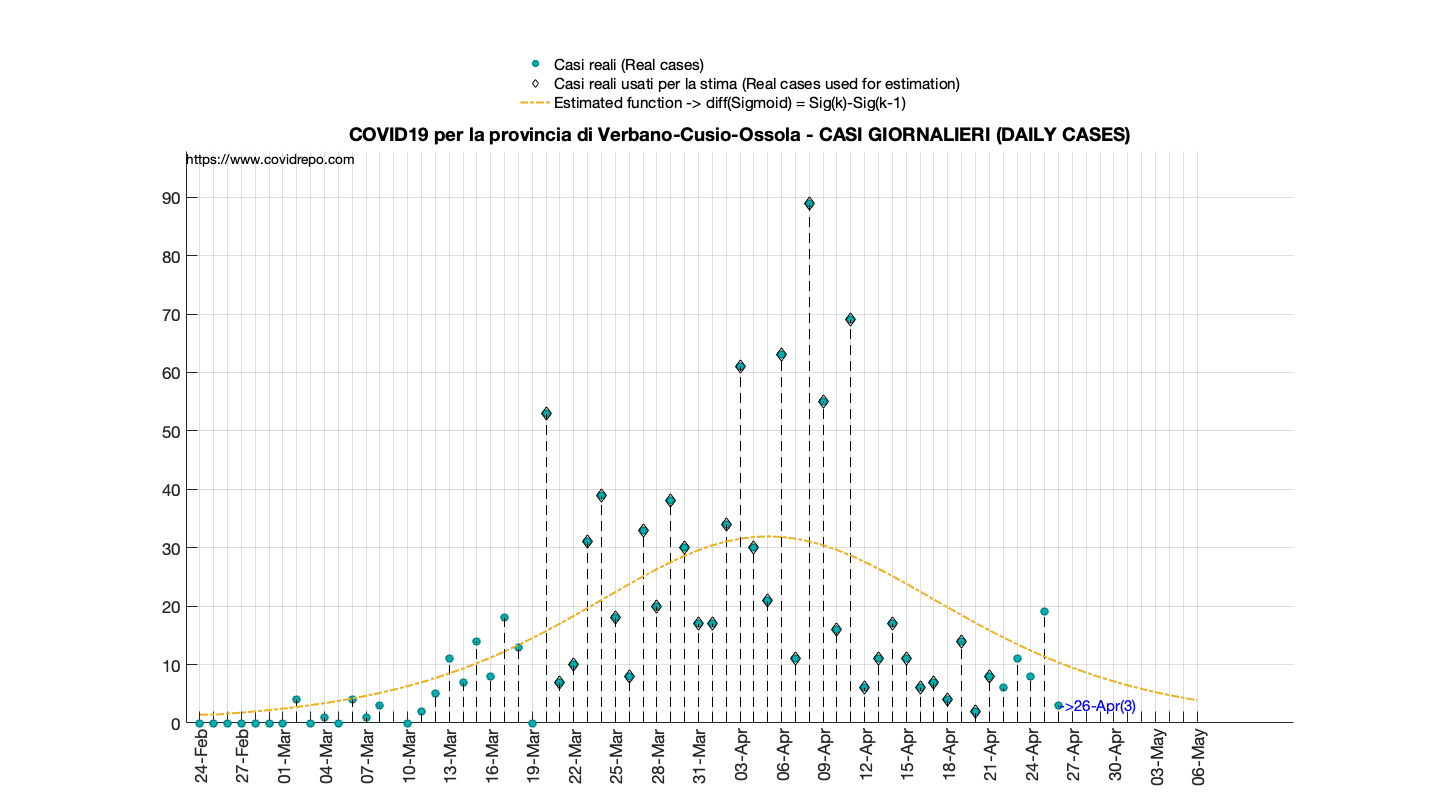 Casi reali (Real cases)
Casi reali usati per la stima (Real cases used for estimation)
Estimated function -> diff(Sigmoid) = Sig(k)-Sig(k-1)
COVID19 per la provincia di Verbano-Cusio-Ossola - CASI GIORNALIERI (DAILY CASES)
https://www.covidrepo.com
90
80
70
60
50
40
30
20
10
0
->26-Apr(3)
24-Feb
27-Feb
01-Mar
04-Mar
07-Mar
10-Mar
13-Mar
16-Mar
19-Mar
22-Mar
25-Mar
28-Mar
31-Mar
03-Apr
06-Apr
09-Apr
12-Apr
15-Apr
18-Apr
21-Apr
24-Apr
27-Apr
30-Apr
03-May
06-May